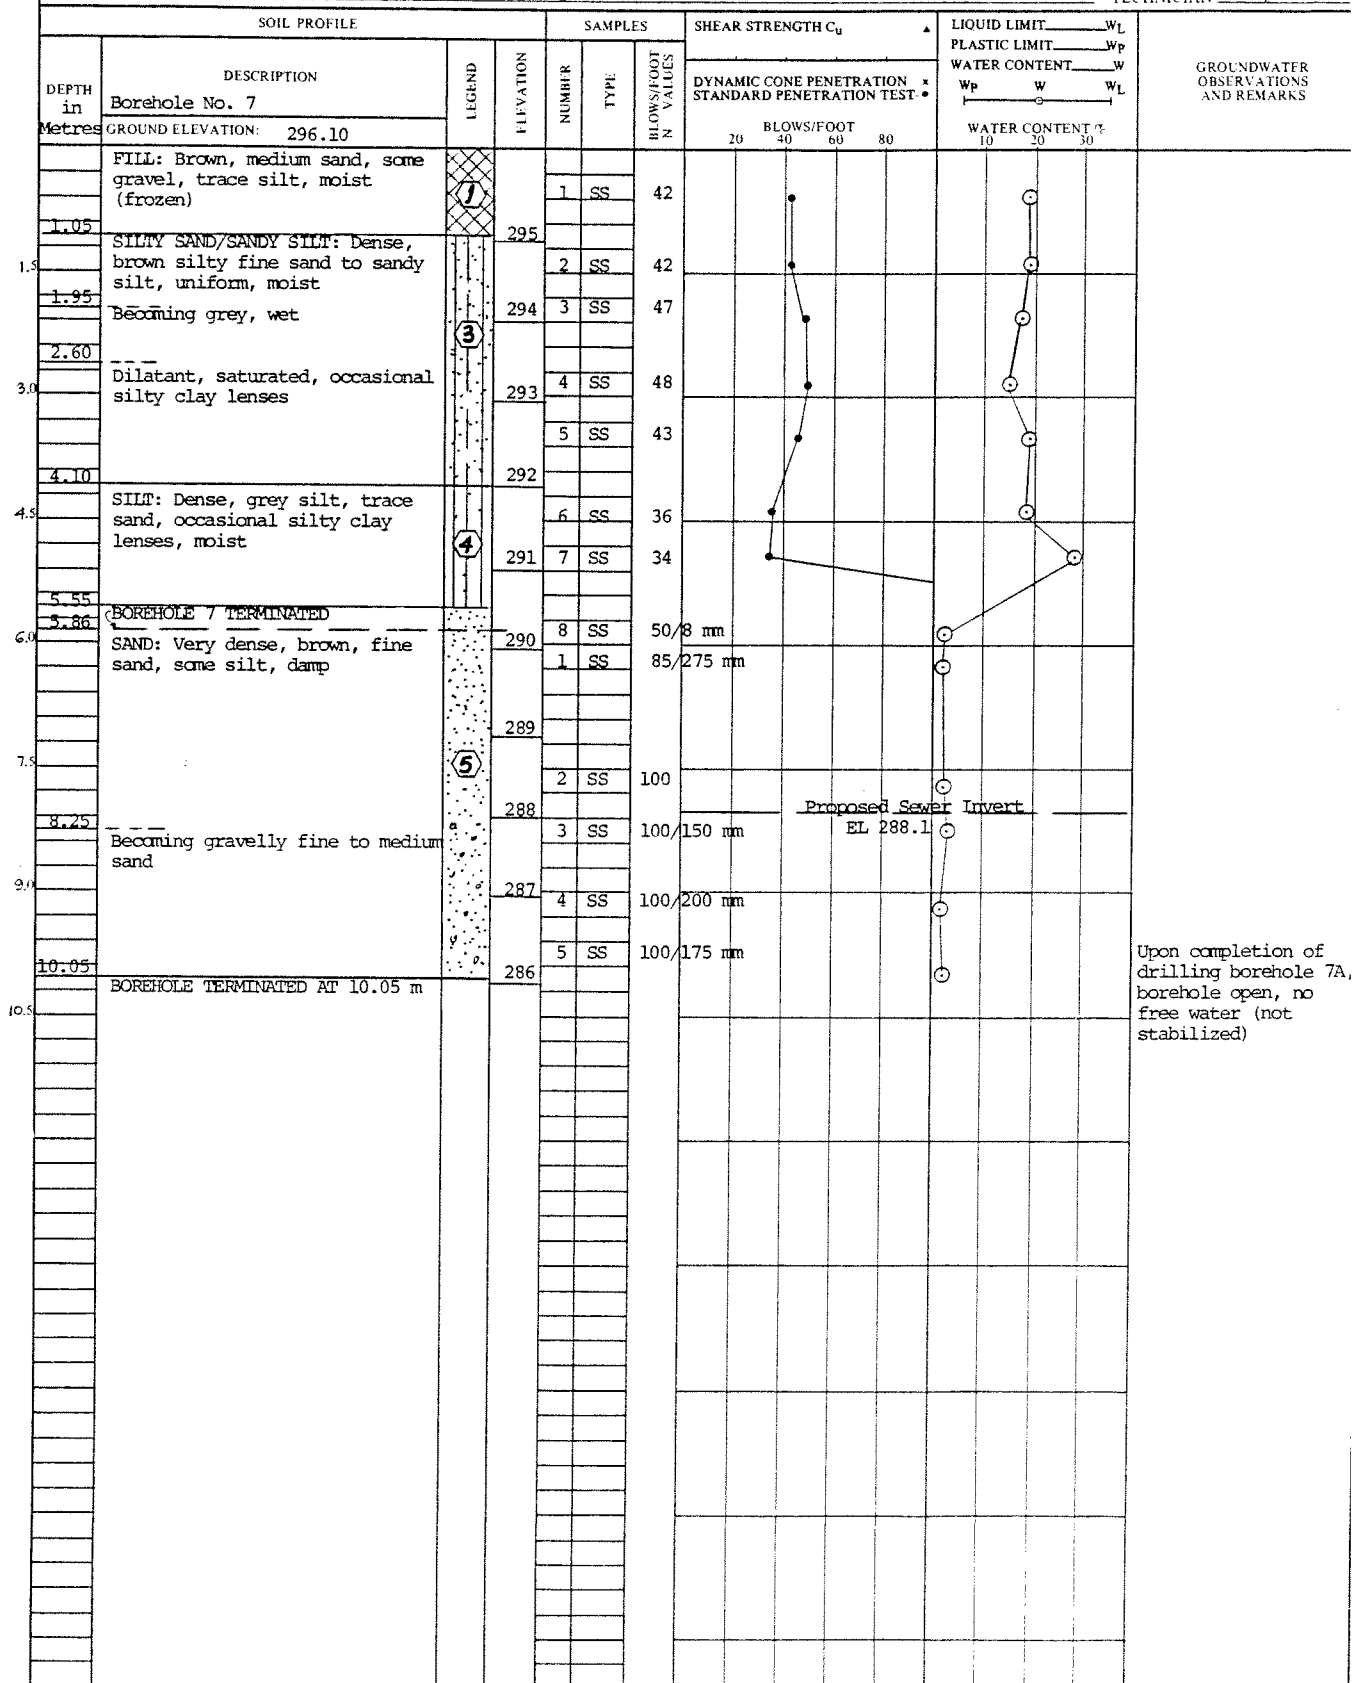 SOIL PROFILE
SAMPLES
SHEAR STRENGTH Cu ▲
LIQUID LIMIT WL
PLASTIC LIMIT WP
WATER CONTENT W
WP W WL
GROUNDWATER
OBSERVATIONS
AND REMARKS
DEPTH
in
Metres
DESCRIPTION
Borehole No. 7
GROUND ELEVATION: 296.10
LEGEND
ELEVATION
NUMBER
TYPE
BLOWS/FOOT
N VALUES
DYNAMIC CONE PENETRATION x
STANDARD PENETRATION TEST •
BLOWS/FOOT
20 40 60 80
WATER CONTENT %
10 20 30
FILL: Brown, medium sand, some
gravel, trace silt, moist
(frozen)
1
1 SS 42
1.05
295
SILTY SAND/SANDY SILT: Dense,
brown silty fine sand to sandy
silt, uniform, moist
1.5
2 SS 42
1.95
Becoming grey, wet
294
3 SS 47
3
2.60
Dilatant, saturated, occasional
silty clay lenses
3.0
293
4 SS 48
5 SS 43
4.10
292
SILT: Dense, grey silt, trace
sand, occasional silty clay
lenses, moist
4.5
6 SS 36
4
291
7 SS 34
5.55
BOREHOLE 7 TERMINATED
5.86
6.0
290
8 SS 50/8 mm
SAND: Very dense, brown, fine
sand, some silt, damp
1 SS 85/275 mm
289
7.5
5
2 SS 100
288
Proposed Sewer Invert
EL 288.1
8.25
3 SS 100/150 mm
Becoming gravelly fine to medium
sand
9.0
287
4 SS 100/200 mm
5 SS 100/175 mm
10.05
286
BOREHOLE TERMINATED AT 10.05 m
10.5
Upon completion of
drilling borehole 7A,
borehole open, no
free water (not
stabilized)